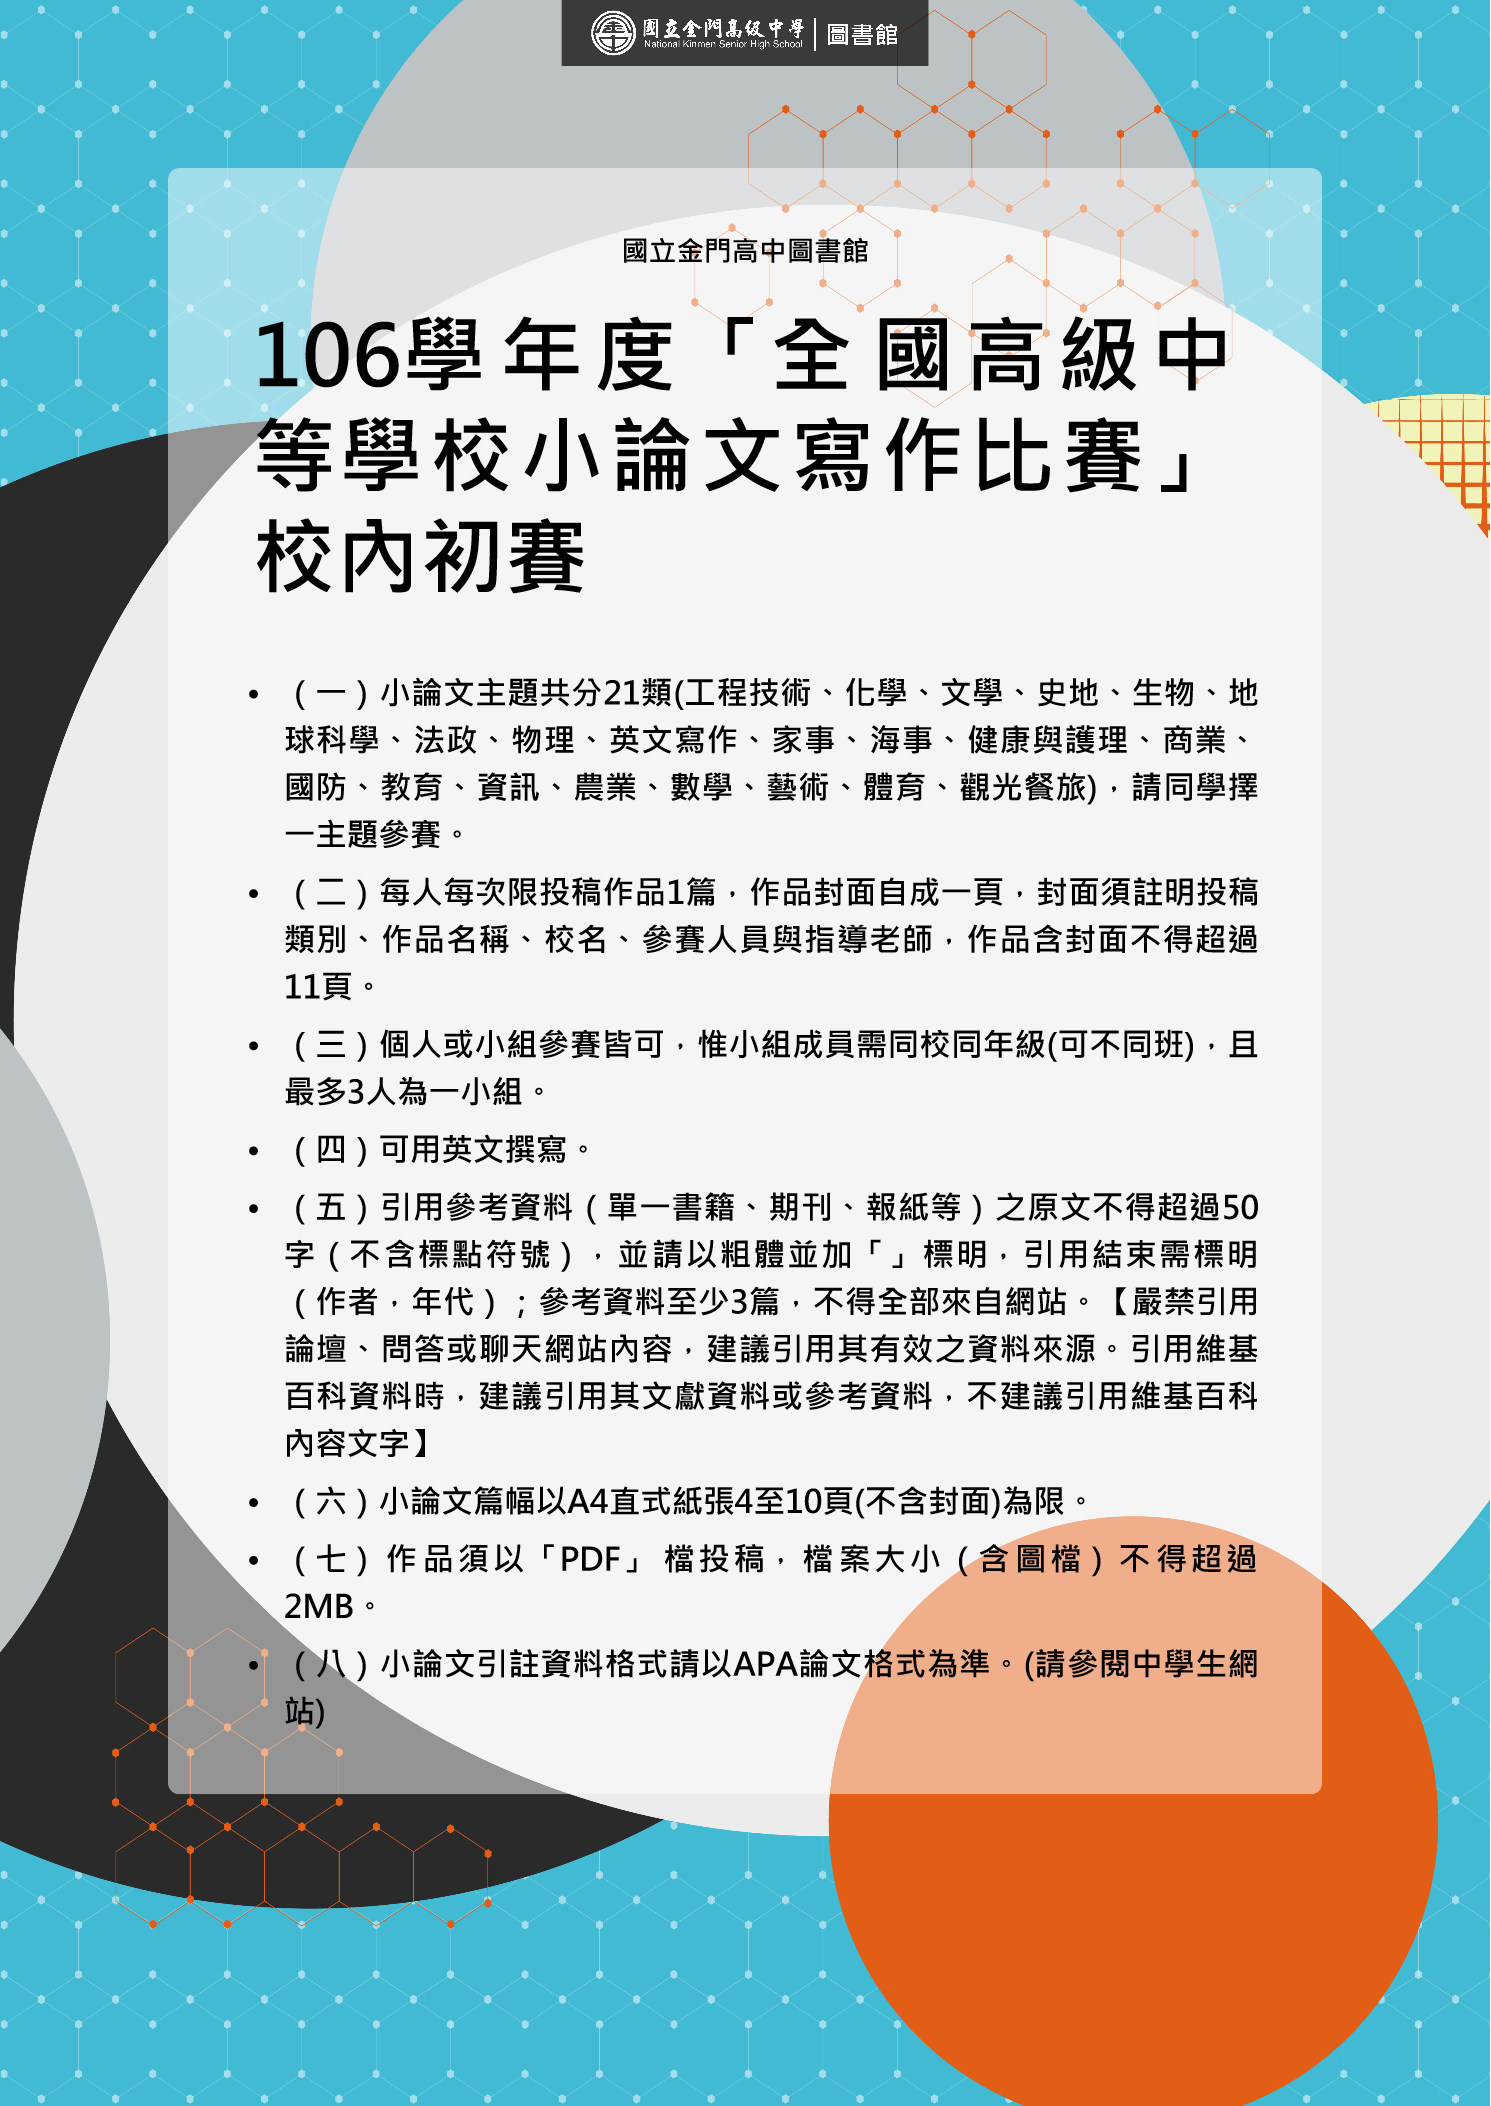 國立金門高級中學 圖書館
National Kinmen Senior High School
國立金門高中圖書館
106學年度「全國高級中
等學校小論文寫作比賽」
校內初賽
• （一）小論文主題共分21類(工程技術、化學、文學、史地、生物、地
球科學、法政、物理、英文寫作、家事、海事、健康與護理、商業、
國防、教育、資訊、農業、數學、藝術、體育、觀光餐旅)，請同學擇
一主題參賽。
• （二）每人每次限投稿作品1篇，作品封面自成一頁，封面須註明投稿
類別、作品名稱、校名、參賽人員與指導老師，作品含封面不得超過
11頁。
• （三）個人或小組參賽皆可，惟小組成員需同校同年級(可不同班)，且
最多3人為一小組。
• （四）可用英文撰寫。
• （五）引用參考資料（單一書籍、期刊、報紙等）之原文不得超過50
字（不含標點符號），並請以粗體並加「」標明，引用結束需標明
（作者，年代）；參考資料至少3篇，不得全部來自網站。【嚴禁引用
論壇、問答或聊天網站內容，建議引用其有效之資料來源。引用維基
百科資料時，建議引用其文獻資料或參考資料，不建議引用維基百科
內容文字】
• （六）小論文篇幅以A4直式紙張4至10頁(不含封面)為限。
• （七）作品須以「PDF」檔投稿，檔案大小（含圖檔）不得超過
2MB。
• （八）小論文引註資料格式請以APA論文格式為準。(請參閱中學生網
站)